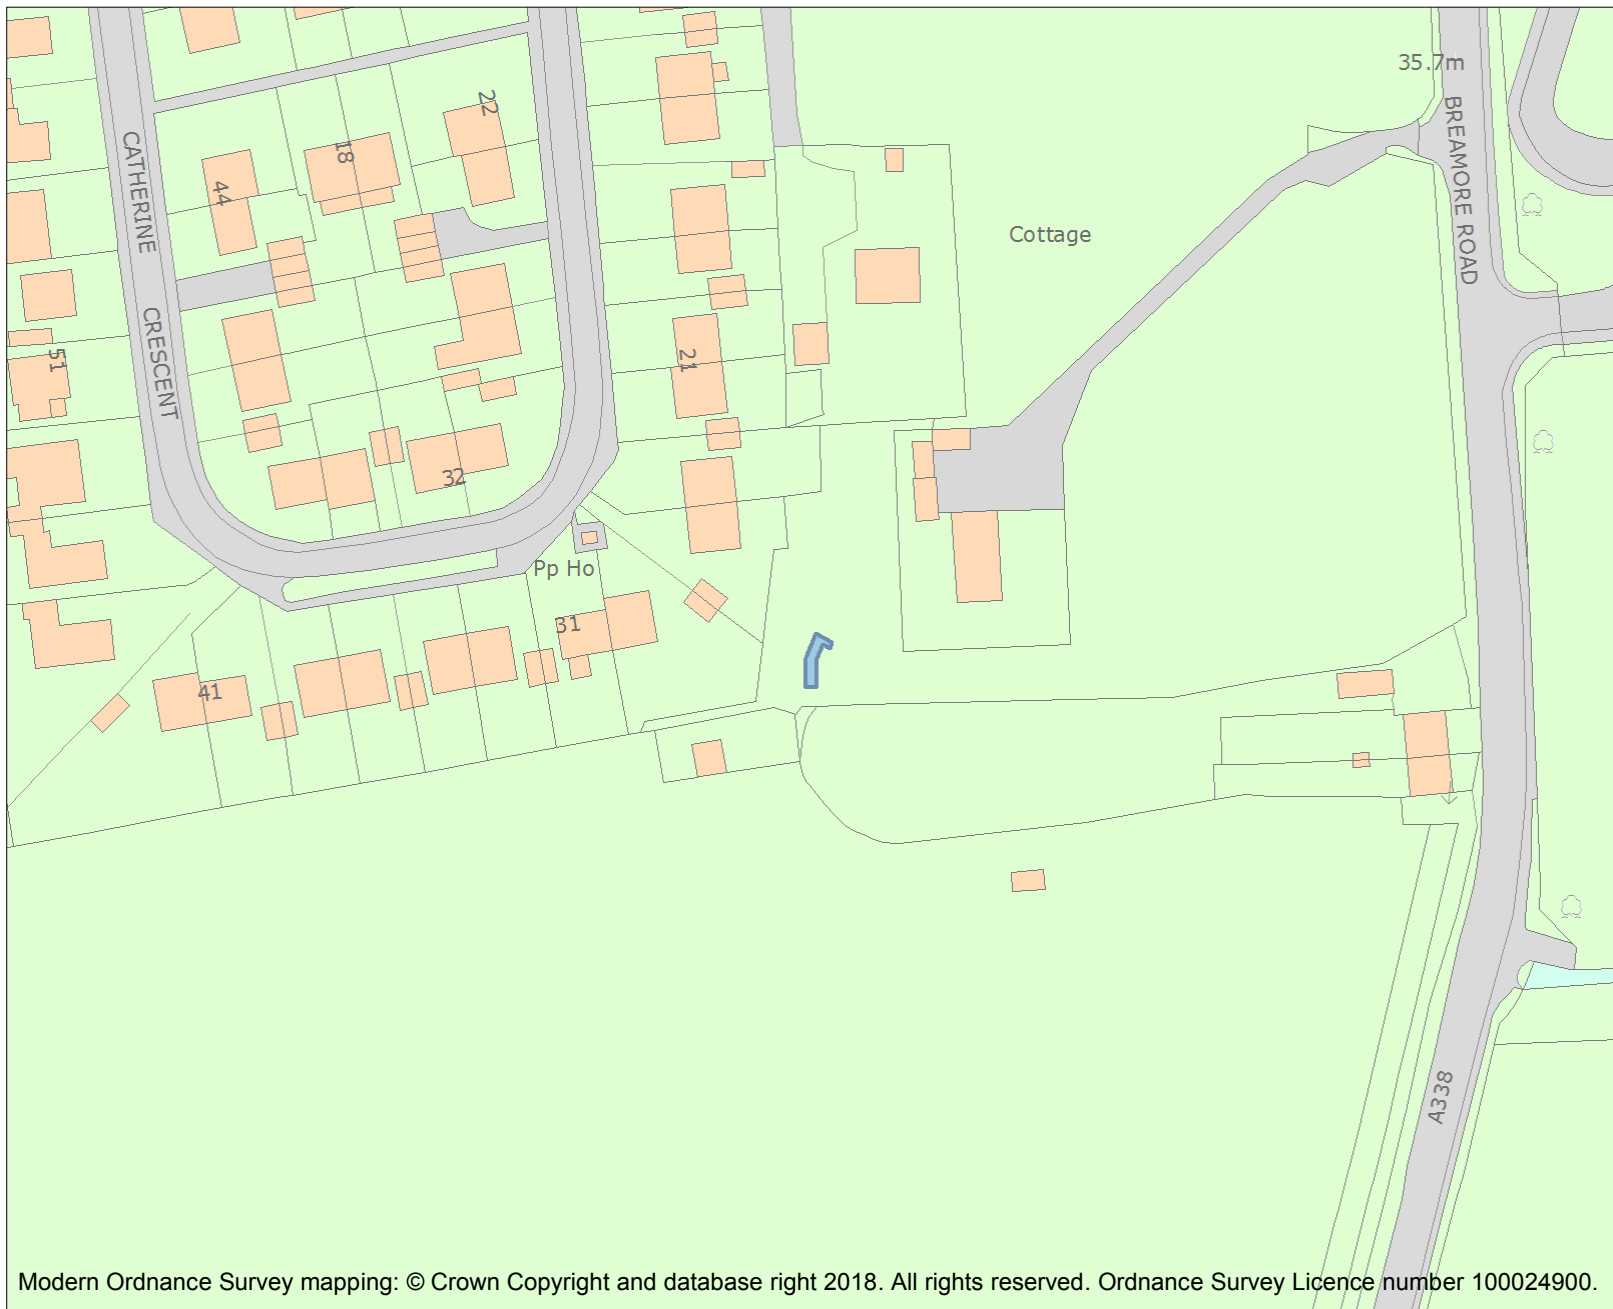 35.7m
BREAMORE ROAD
22
18
CATHERINE
44
Cottage
CRESCENT
51
21
32
Pp Ho
31
41
A338
Modern Ordnance Survey mapping: © Crown Copyright and database right 2018. All rights reserved. Ordnance Survey Licence number 100024900.